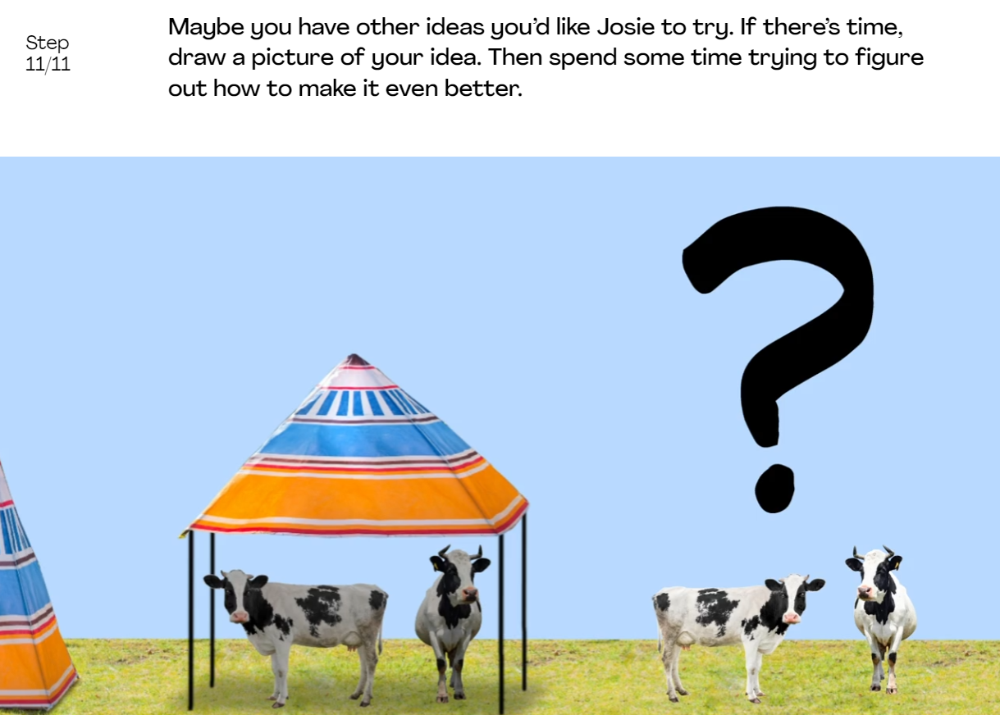 Step
11/11
Maybe you have other ideas you’d like Josie to try. If there’s time,
draw a picture of your idea. Then spend some time trying to figure
out how to make it even better.
?